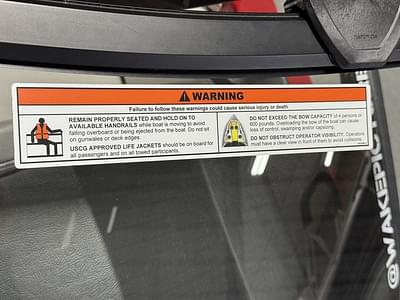 WARNING
Failure to follow these warnings could cause serious injury or death
REMAIN PROPERLY SEATED AND HOLD ON TO
AVAILABLE HANDRAILS while boat is moving to avoid
falling overboard or being ejected from the boat. Do not sit
on gunwales or deck edges.
USCG APPROVED LIFE JACKETS should be on board for
all passengers and on all towed participants.
DO NOT EXCEED THE BOW CAPACITY of 4 persons or
600 pounds. Overloading the bow of the boat can cause
loss of control, swamping and/or capsizing.
DO NOT OBSTRUCT OPERATOR VISIBILITY. Operators
must have a clear view in front of them to avoid collisions.